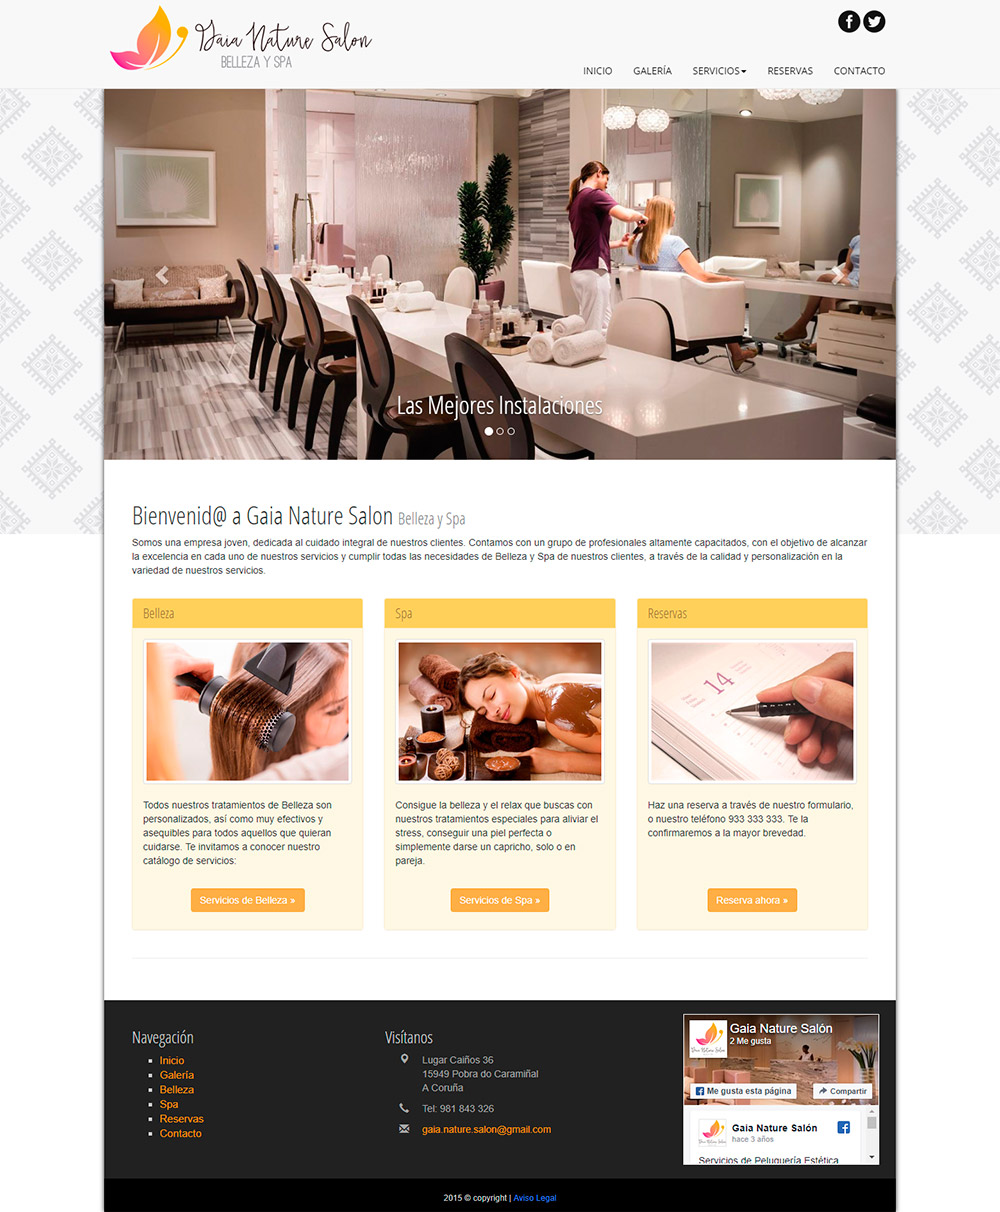 Gaia Nature Salon
BELLEZA Y SPA
INICIO GALERÍA SERVICIOS RESERVAS CONTACTO
Las Mejores Instalaciones
Bienvenid@ a Gaia Nature Salon Belleza y Spa
Somos una empresa joven, dedicada al cuidado integral de nuestros clientes. Contamos con un grupo de profesionales altamente capacitados, con el objetivo de alcanzar
la excelencia en cada uno de nuestros servicios y cumplir todas las necesidades de Belleza y Spa de nuestros clientes, a través de la calidad y personalización en la
variedad de nuestros servicios.
Belleza
Todos nuestros tratamientos de Belleza son
personalizados, así como muy efectivos y
asequibles para todos aquellos que quieran
cuidarse. Te invitamos a conocer nuestro
catálogo de servicios:
Servicios de Belleza »
Spa
Consigue la belleza y el relax que buscas con
nuestros tratamientos especiales para aliviar el
stress, conseguir una piel perfecta o
simplemente darse un capricho, solo o en
pareja.
Servicios de Spa »
Reservas
14
Haz una reserva a través de nuestro formulario,
o nuestro teléfono 933 333 333. Te la
confirmaremos a la mayor brevedad.
Reserva ahora »
Navegación
Inicio
Galería
Belleza
Spa
Reservas
Contacto
Visítanos
Lugar Caiños 36
15949 Pobra do Caramiñal
A Coruña
Tel: 981 843 326
gaia.nature.salon@gmail.com
Gaia Nature Salón
2 Me gusta
Me gusta esta página
Compartir
Gaia Nature Salón
hace 3 años
Servicios de Peluquería Estética
2015 © copyright | Aviso Legal